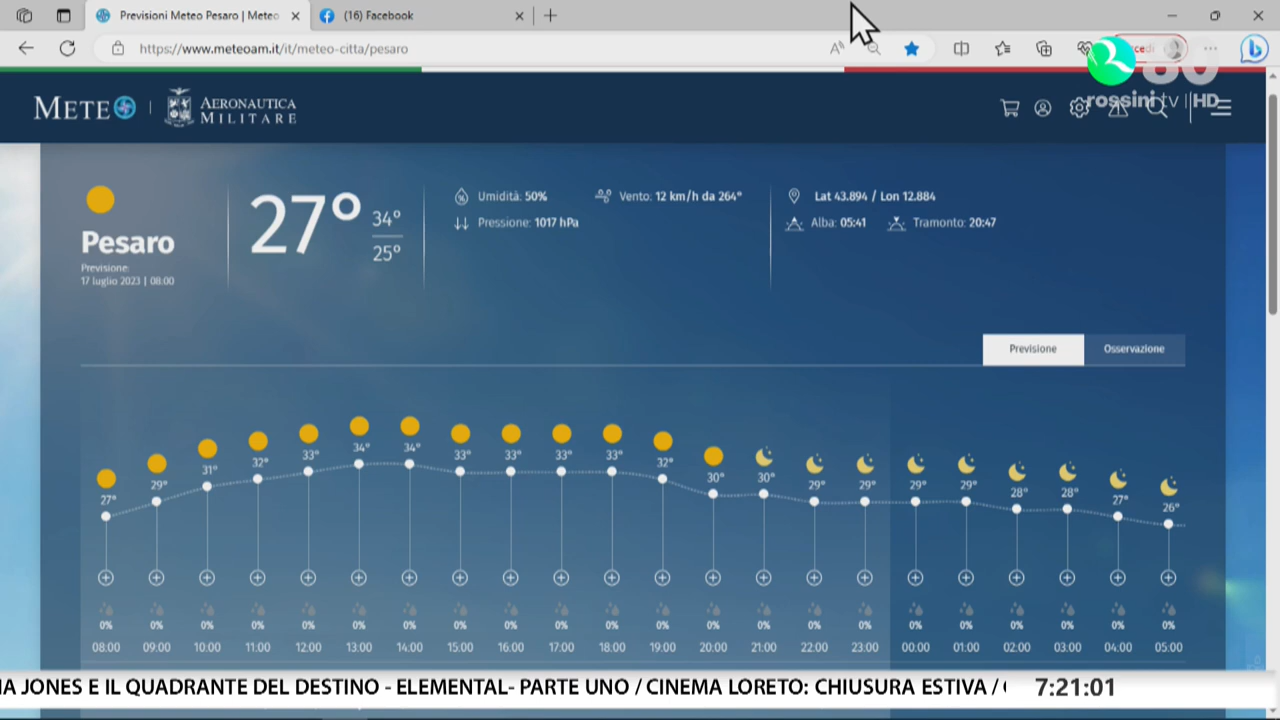 Previsioni Meteo Pesaro | Meteo
(16) Facebook
https://www.meteoam.it/it/meteo-citta/pesaro
80
rossini tv | HD
METEO
AERONAUTICA
MILITARE
Pesaro
Previsione:
17 luglio 2023 | 08:00
27° 34°
25°
Umidità: 50%
Vento: 12 km/h da 264°
Pressione: 1017 hPa
Lat 43.894 / Lon 12.884
Alba: 05:41
Tramonto: 20:47
Previsione
Osservazione
27° 29° 31° 32° 33° 34° 34° 33° 33° 33° 33° 32° 30° 30° 29° 29° 29° 29° 28° 28° 27° 26°
0% 0% 0% 0% 0% 0% 0% 0% 0% 0% 0% 0% 0% 0% 0% 0% 0% 0% 0% 0% 0% 0%
08:00 09:00 10:00 11:00 12:00 13:00 14:00 15:00 16:00 17:00 18:00 19:00 20:00 21:00 22:00 23:00 00:00 01:00 02:00 03:00 04:00 05:00
JONES E IL QUADRANTE DEL DESTINO - ELEMENTAL- PARTE UNO / CINEMA LORETO: CHIUSURA ESTIVA /
7:21:01